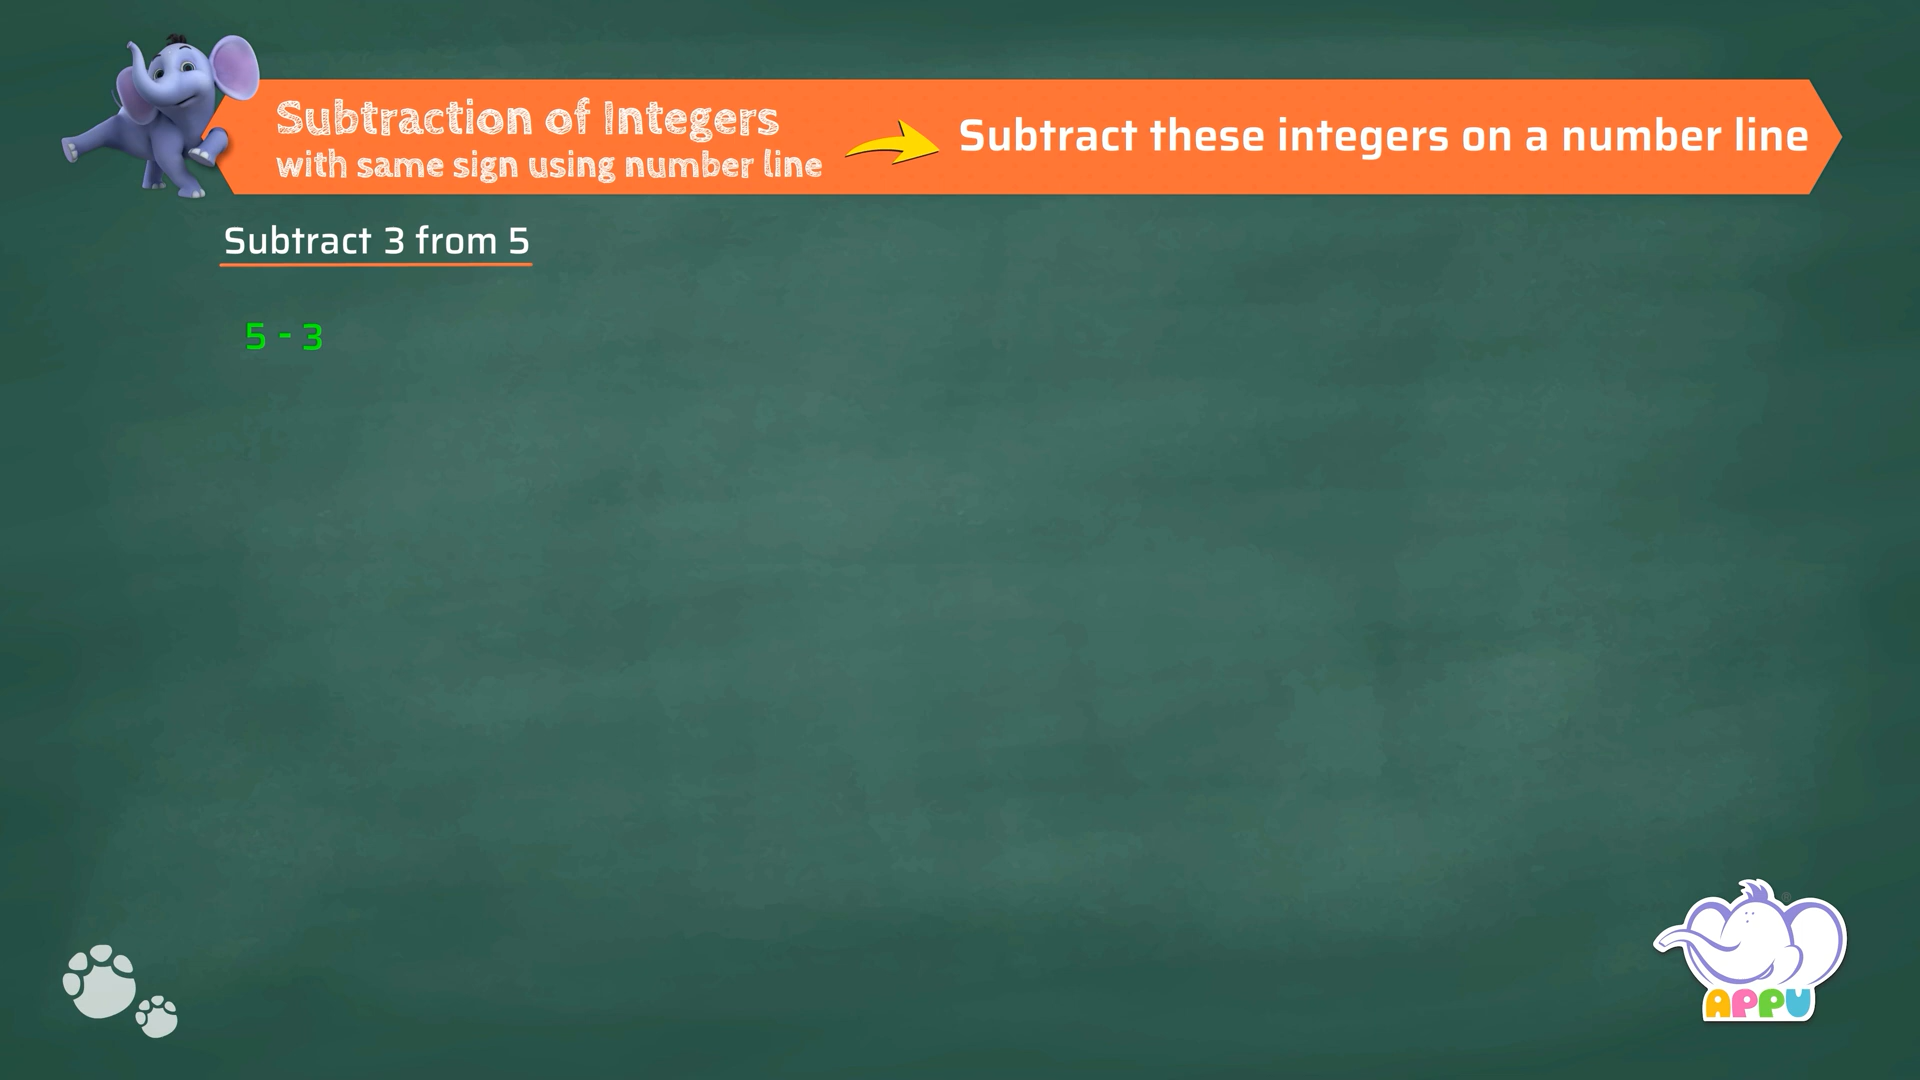 Subtraction of Integers
with same sign using number line
Subtract these integers on a number line
Subtract 3 from 5
5 - 3
APPU